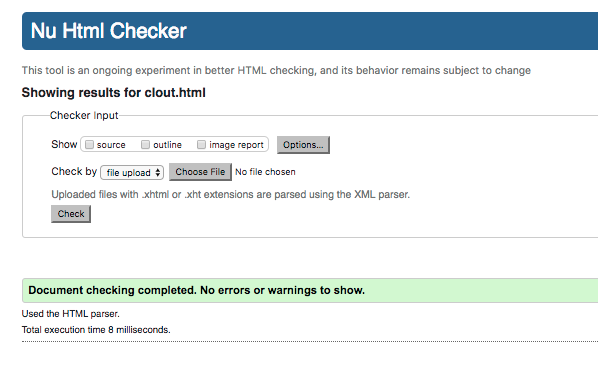 Nu Html Checker
This tool is an ongoing experiment in better HTML checking, and its behavior remains subject to change
Showing results for clout.html
Checker Input
Show source outline image report Options...
Check by file upload Choose File No file chosen
Uploaded files with .xhtml or .xht extensions are parsed using the XML parser.
Check
Document checking completed. No errors or warnings to show.
Used the HTML parser.
Total execution time 8 milliseconds.